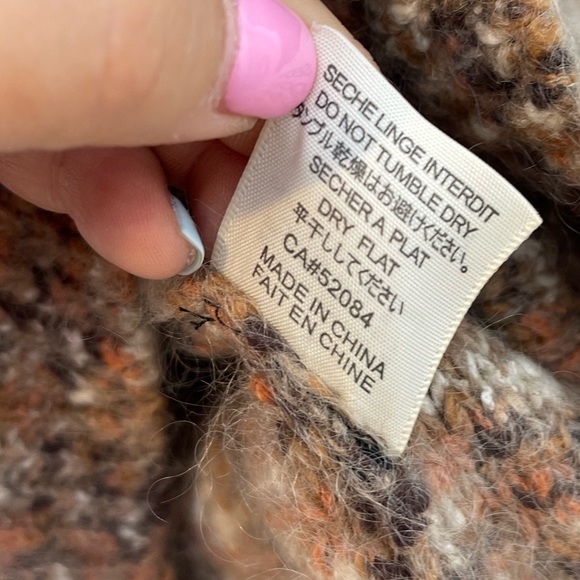 SECHE LINGE INTERDIT
DO NOT TUMBLE DRY
タンブル乾燥はお避けください。
SECHER A PLAT
DRY FLAT
平干ししてください
CA#52084
MADE IN CHINA
FAIT EN CHINE